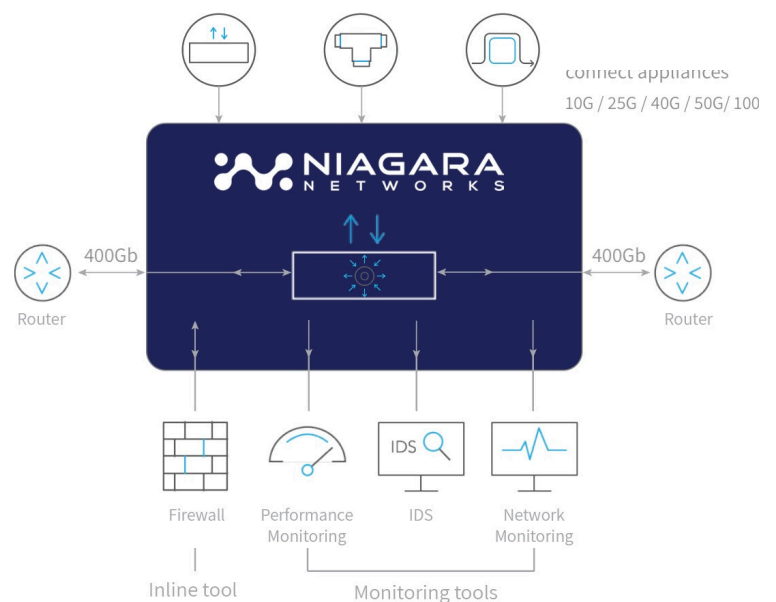 connect appliances
10G / 25G / 40G / 50G/ 100
NIAGARA
NETWORKS
400Gb
400Gb
Router
Router
IDS
Firewall
Performance
Monitoring
IDS
Network
Monitoring
Inline tool
Monitoring tools